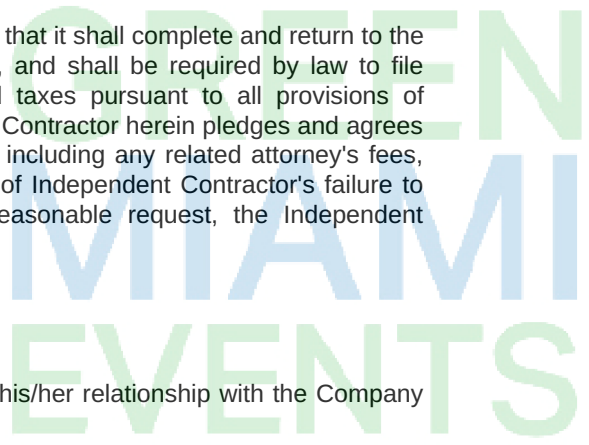 that it shall complete and return to the
, and shall be required by law to file
taxes pursuant to all provisions of
Contractor herein pledges and agrees
including any related attorney's fees,
of Independent Contractor's failure to
easonable request, the Independent
his/her relationship with the Company
GREEN
MIAMI
EVENTS